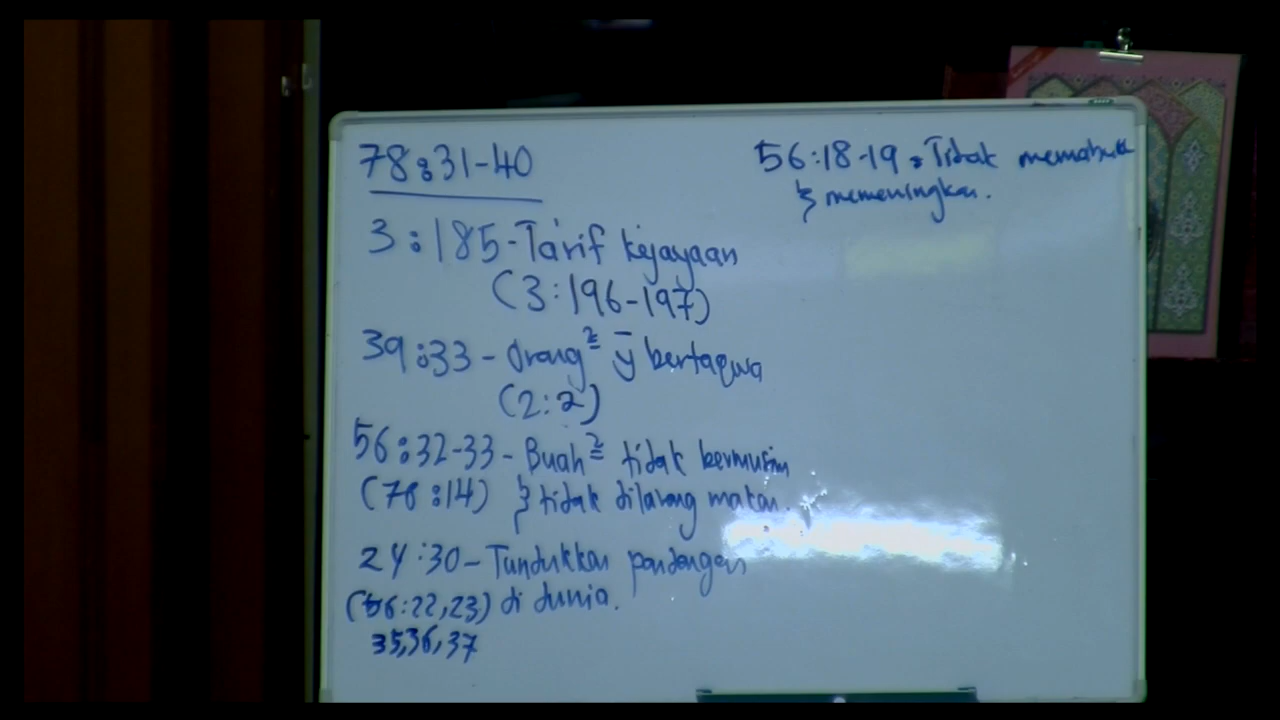 78:31-40
3:185-Ta'rif kejayaan
(3:196-197)
39:33 - Orang² ȳ bertaqwa
(2:2)
56:32-33 - Buah² tidak bermusim
(76:14) & tidak dilarang makan.
24:30 - Tundukkan pandangan
(56:22,23) di dunia.
35,36,37
56:18-19 : Tidak memabukk
& memeningkan.